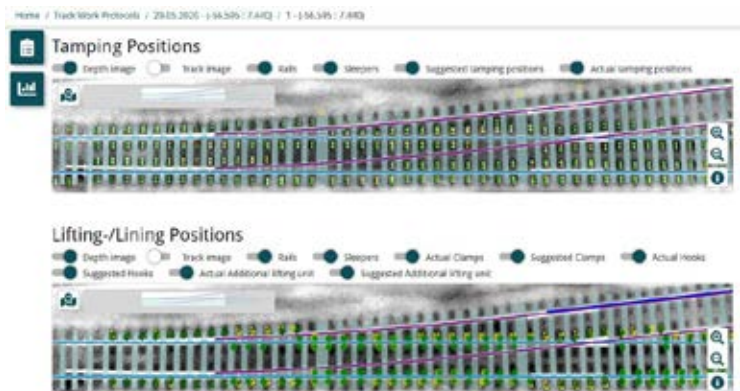 Home / Track Work Protocols / 29.05.2020 - (-56,595 : 7,440) / 1 - (-56,595 : 7,440)
Tamping Positions
Depth image Track image Rails Sleepers Suggested tamping positions Actual tamping positions
Lifting-/Lining Positions
Depth image Track image Rails Sleepers Actual Clamps Suggested Clamps Actual Hooks
Suggested Hooks Actual Additional lifting unit Suggested Additional lifting unit